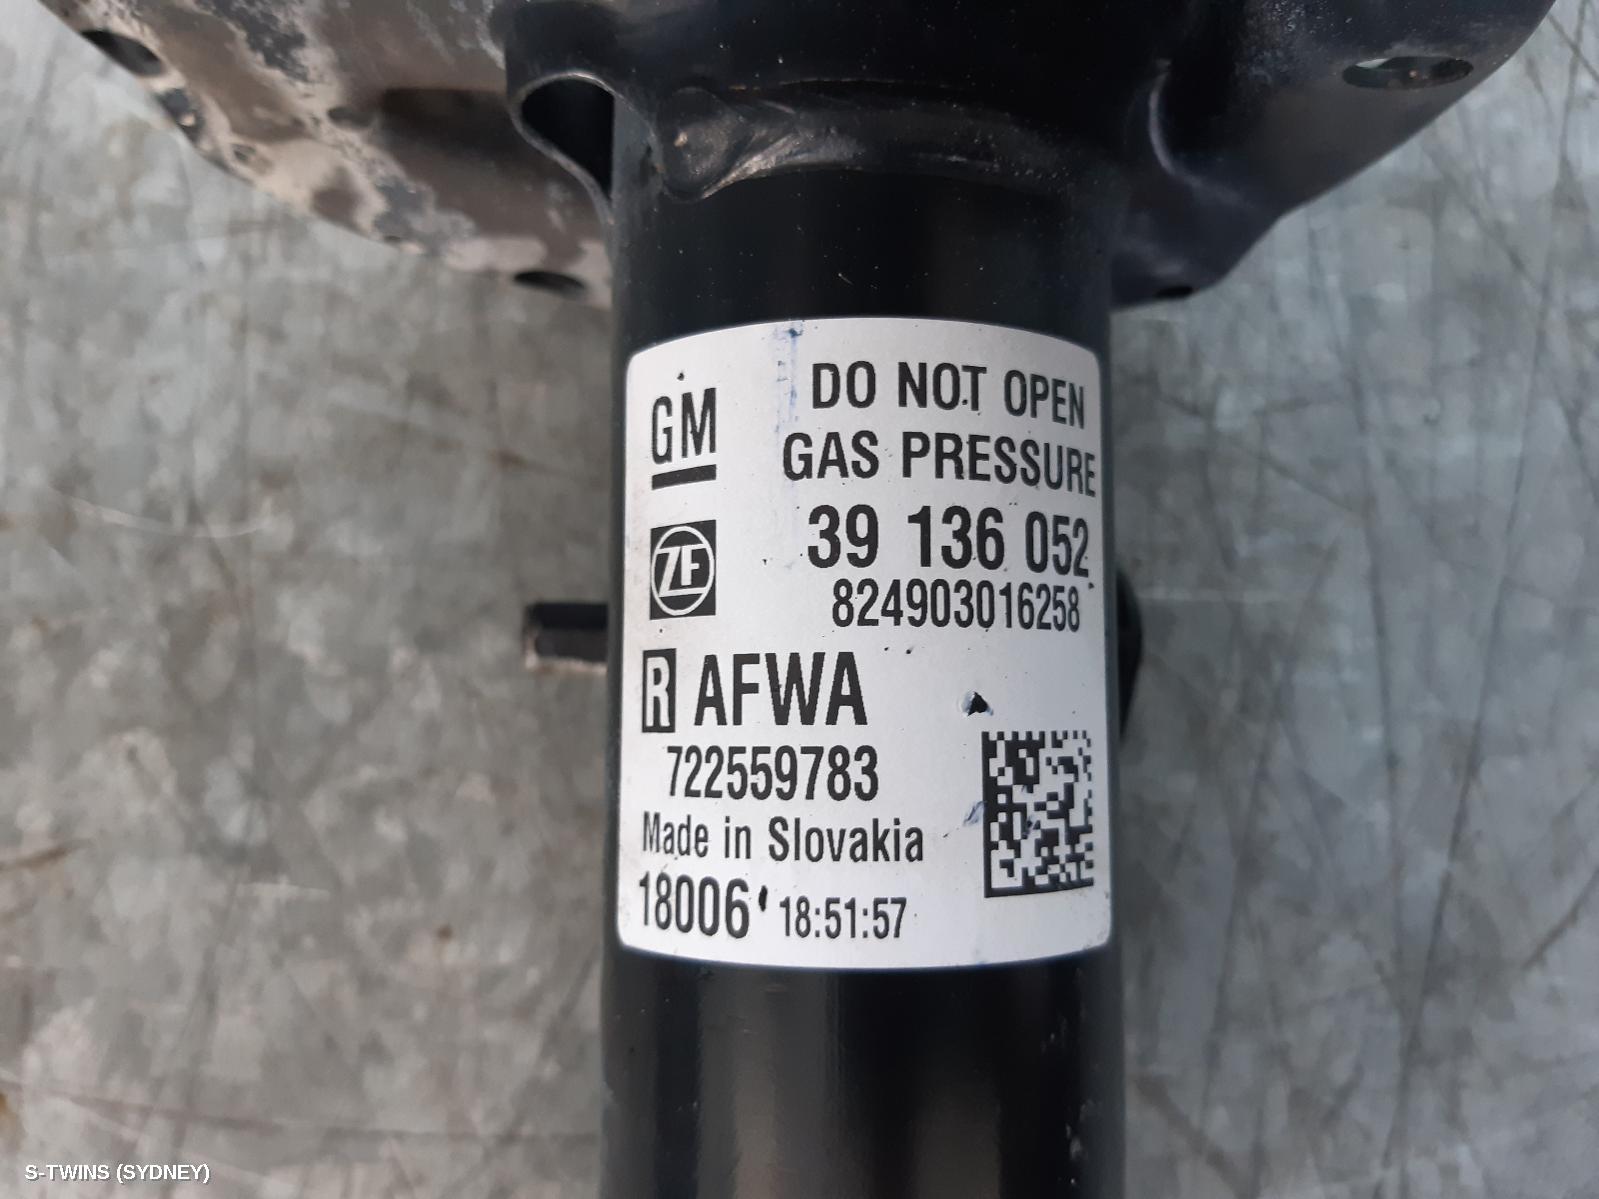 GM
DO NOT OPEN
GAS PRESSURE
ZF
39 136 052
824903016258
R AFWA
722559783
Made in Slovakia
18006 18:51:57
S-TWINS (SYDNEY)